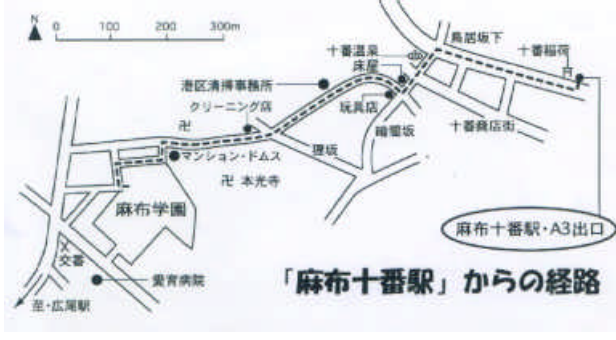 N
0 100 200 300m
鳥居坂下
十番温泉
十番稲荷
床屋
港区清掃事務所
クリーニング店
玩具店
暗闇坂
十番商店街
狸坂
マンション・ドムス
本光寺
麻布学園
麻布十番駅・A3出口
交番
愛育病院
「麻布十番駅」からの経路
至・広尾駅